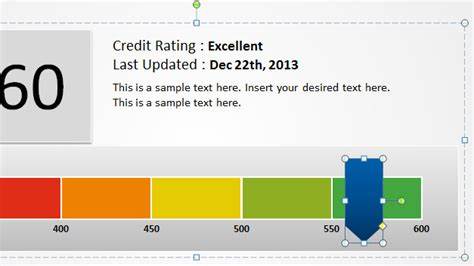 60
Credit Rating : Excellent
Last Updated : Dec 22th, 2013
This is a sample text here. Insert your desired text here.
This is a sample text here.
400 450 500 550 600